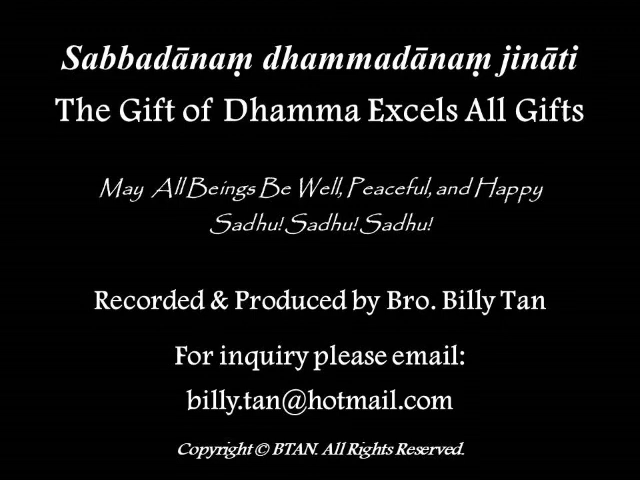 Sabbadānaṃ dhammadānaṃ jināti
The Gift of Dhamma Excels All Gifts
May All Beings Be Well, Peaceful, and Happy
Sadhu! Sadhu! Sadhu!
Recorded & Produced by Bro. Billy Tan
For inquiry please email:
billy.tan@hotmail.com
Copyright © BTAN. All Rights Reserved.